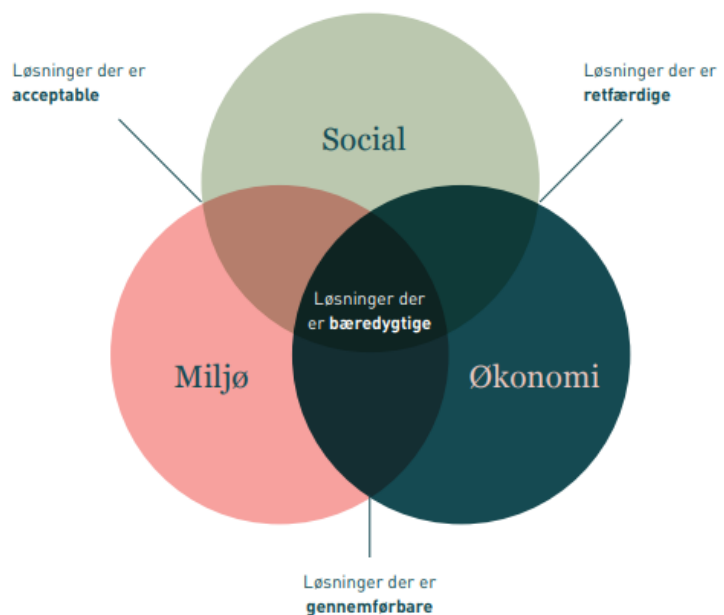 Løsninger der er
acceptable
Løsninger der er
retfærdige
Social
Løsninger der
er bæredygtige
Miljø
Økonomi
Løsninger der er
gennemførbare